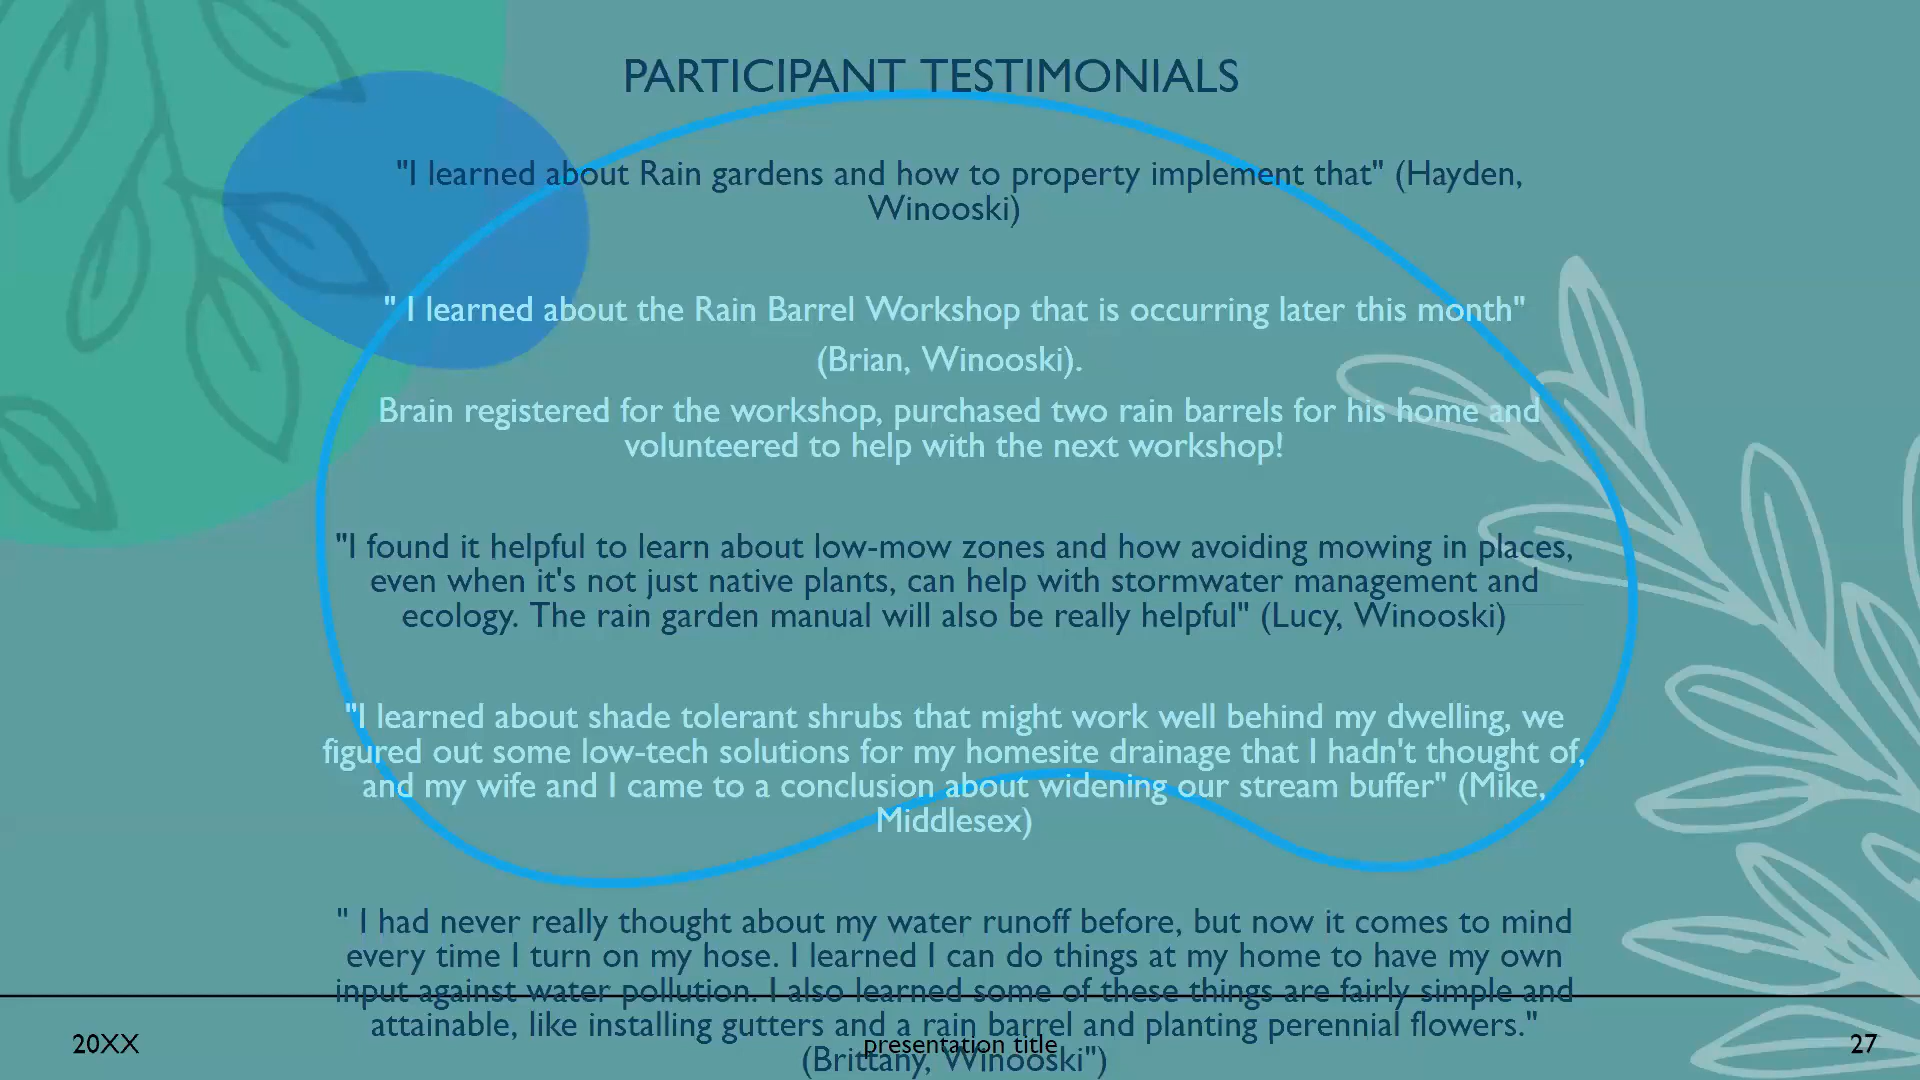 PARTICIPANT TESTIMONIALS
"I learned about Rain gardens and how to property implement that" (Hayden,
Winooski)
" I learned about the Rain Barrel Workshop that is occurring later this month"
(Brian, Winooski).
Brain registered for the workshop, purchased two rain barrels for his home and
volunteered to help with the next workshop!
"I found it helpful to learn about low-mow zones and how avoiding mowing in places,
even when it's not just native plants, can help with stormwater management and
ecology. The rain garden manual will also be really helpful" (Lucy, Winooski)
"I learned about shade tolerant shrubs that might work well behind my dwelling, we
figured out some low-tech solutions for my homesite drainage that I hadn't thought of,
and my wife and I came to a conclusion about widening our stream buffer" (Mike,
Middlesex)
" I had never really thought about my water runoff before, but now it comes to mind
every time I turn on my hose. I learned I can do things at my home to have my own
input against water pollution. I also learned some of these things are fairly simple and
attainable, like installing gutters and a rain barrel and planting perennial flowers."
(Brittany, Winooski")
20XX
presentation title
27